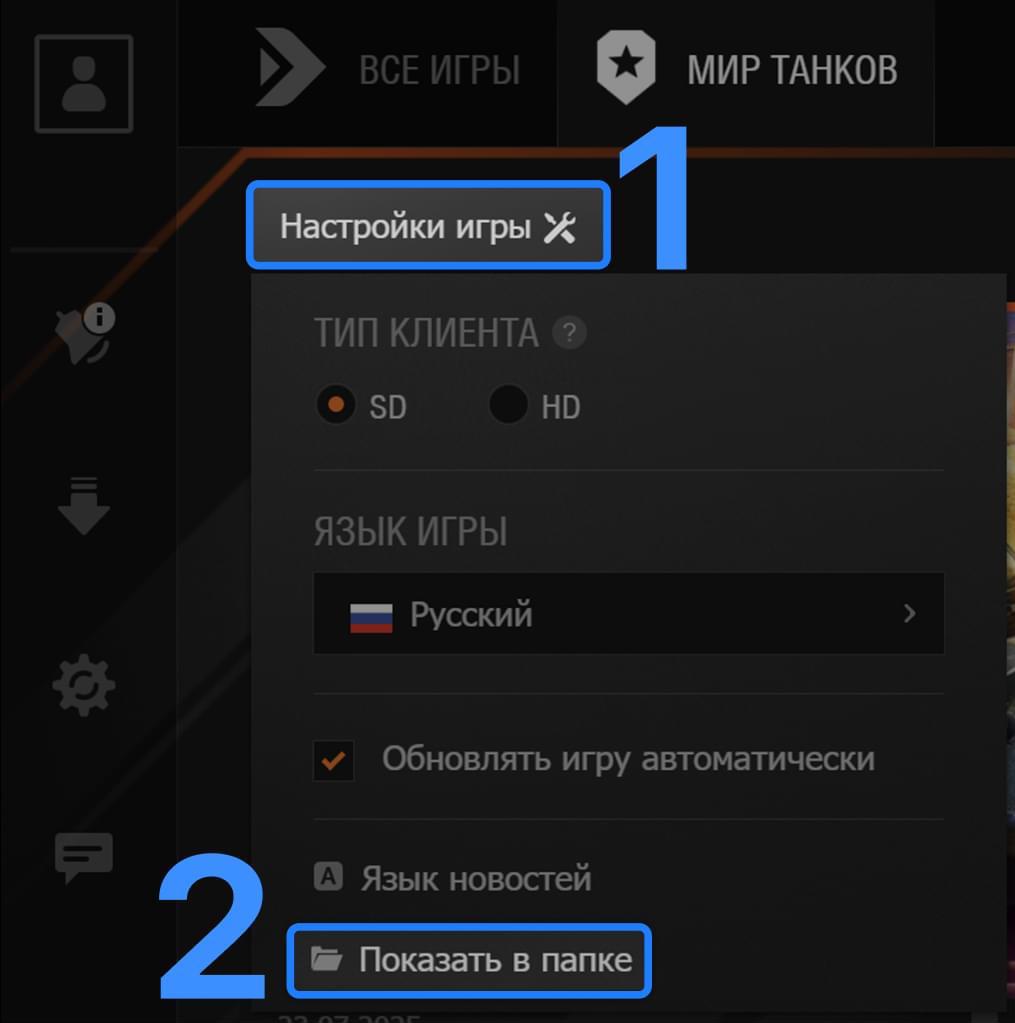 ВСЕ ИГРЫ
МИР ТАНКОВ
1
Настройки игры
ТИП КЛИЕНТА ?
SD
HD
ЯЗЫК ИГРЫ
Русский
Обновлять игру автоматически
2
A Язык новостей
Показать в папке